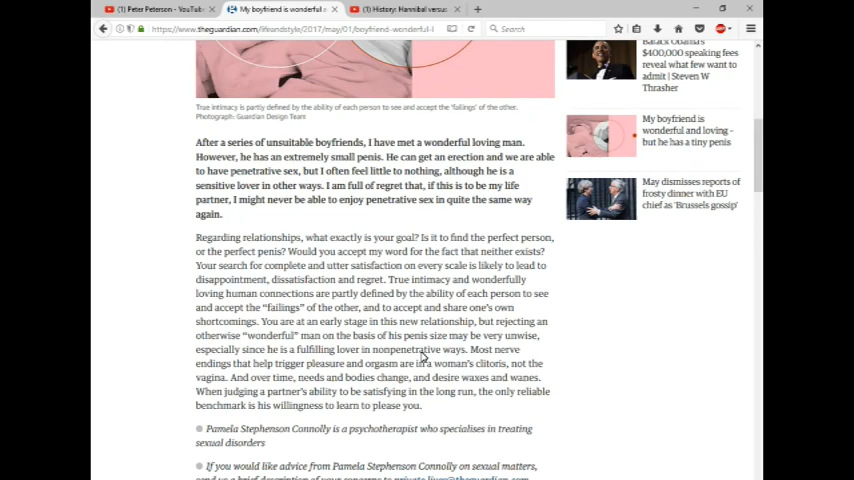 (1) Peter Peterson - YouTub
My boyfriend is wonderful a
(1) History: Hannibal versus
https://www.theguardian.com/lifeandstyle/2017/may/01/boyfriend-wonderful-l
Search
True intimacy is partly defined by the ability of each person to see and accept the 'failings' of the other.
Photograph: Guardian Design Team
After a series of unsuitable boyfriends, I have met a wonderful loving man.
However, he has an extremely small penis. He can get an erection and we are able
to have penetrative sex, but I often feel little to nothing, although he is a
sensitive lover in other ways. I am full of regret that, if this is to be my life
partner, I might never be able to enjoy penetrative sex in quite the same way
again.
Regarding relationships, what exactly is your goal? Is it to find the perfect person,
or the perfect penis? Would you accept my word for the fact that neither exists?
Your search for complete and utter satisfaction on every scale is likely to lead to
disappointment, dissatisfaction and regret. True intimacy and wonderfully
loving human connections are partly defined by the ability of each person to see
and accept the “failings” of the other, and to accept and share one's own
shortcomings. You are at an early stage in this new relationship, but rejecting an
otherwise “wonderful” man on the basis of his penis size may be very unwise,
especially since he is a fulfilling lover in nonpenetrative ways. Most nerve
endings that help trigger pleasure and orgasm are in a woman's clitoris, not the
vagina. And over time, needs and bodies change, and desire waxes and wanes.
When judging a partner's ability to be satisfying in the long run, the only reliable
benchmark is his willingness to learn to please you.
Pamela Stephenson Connolly is a psychotherapist who specialises in treating
sexual disorders
If you would like advice from Pamela Stephenson Connolly on sexual matters,
send us a brief description of your concerns to private.lives@theguardian.com
Barack Obama's
$400,000 speaking fees
reveal what few want to
admit | Steven W
Thrasher
My boyfriend is
wonderful and loving –
but he has a tiny penis
May dismisses reports of
frosty dinner with EU
chief as 'Brussels gossip'